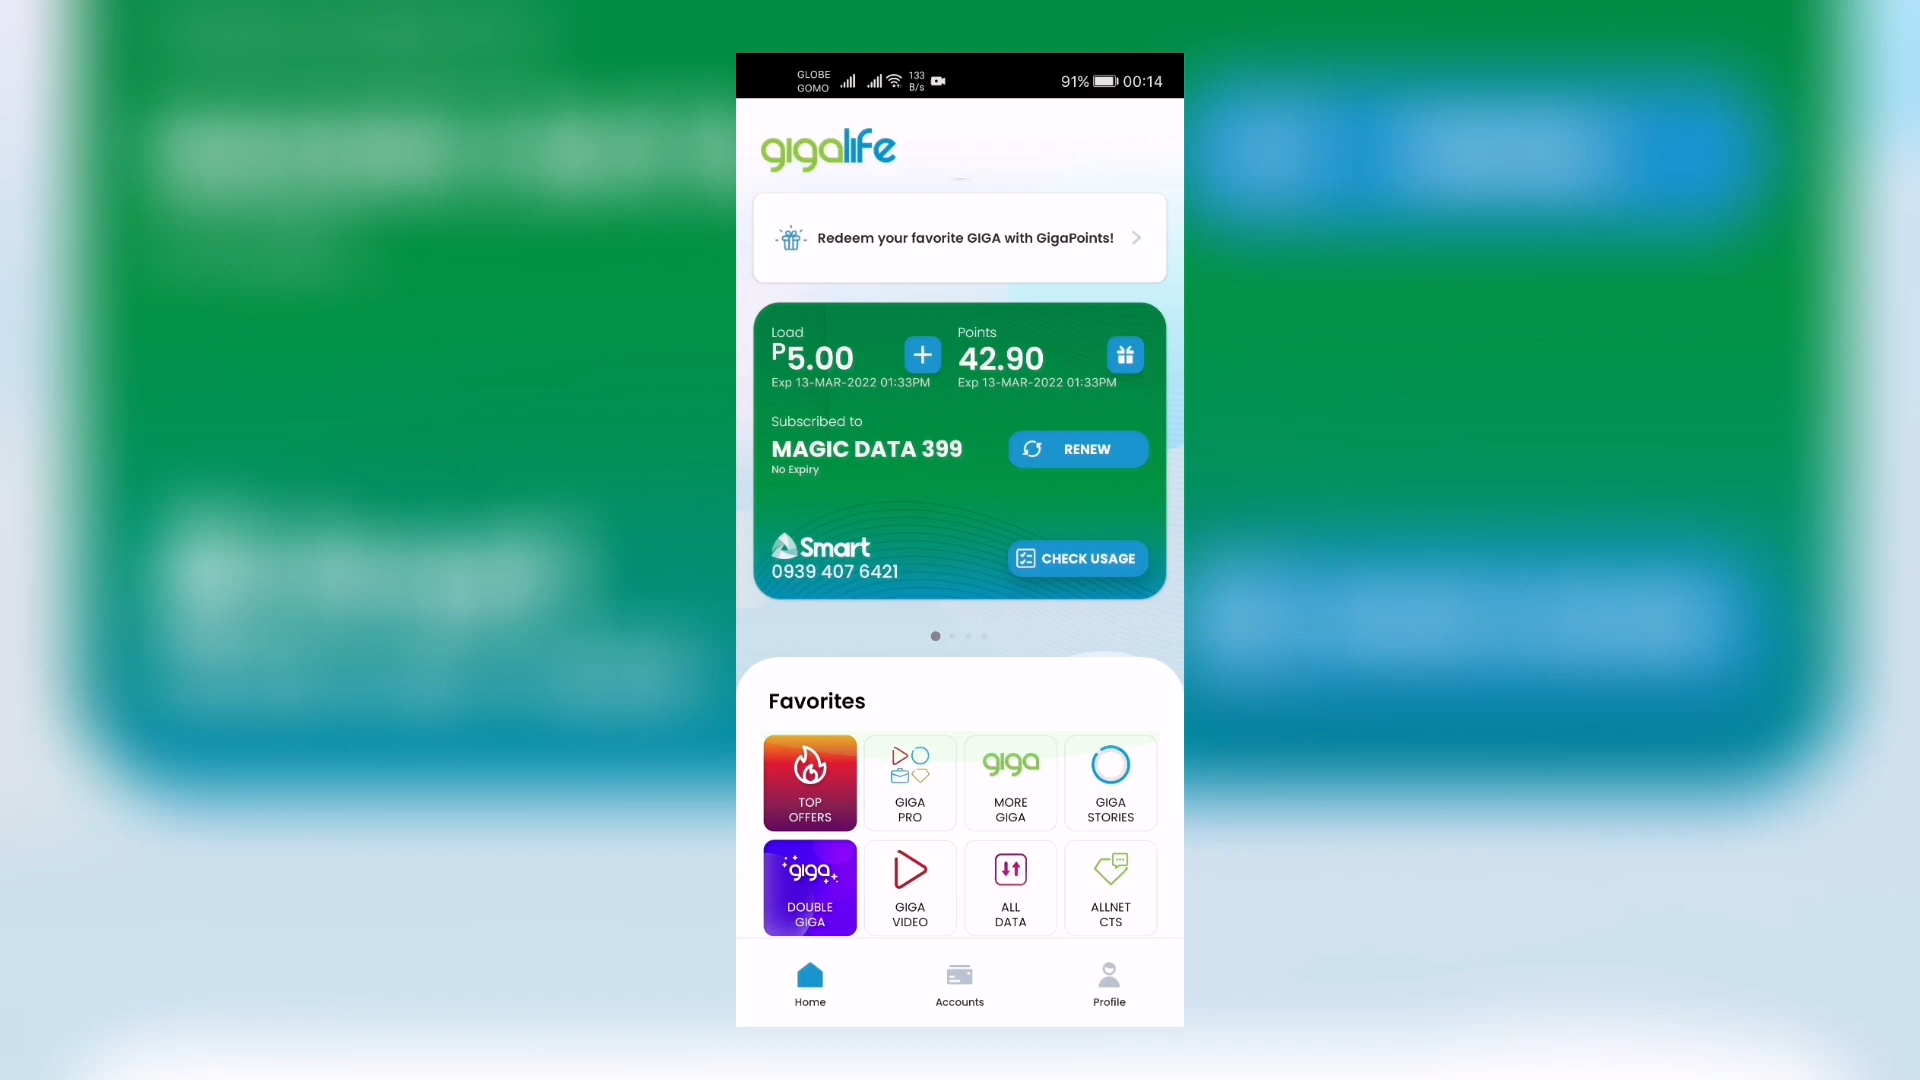 GLOBE
GOMO
133
B/s
91%
00:14
gigalife
Redeem your favorite GIGA with GigaPoints!
Load
₱5.00
Exp 13-MAR-2022 01:33PM
Points
42.90
Exp 13-MAR-2022 01:33PM
Subscribed to
MAGIC DATA 399
No Expiry
RENEW
Smart
0939 407 6421
CHECK USAGE
Favorites
TOP
OFFERS
GIGA
PRO
giga
MORE
GIGA
GIGA
STORIES
giga
DOUBLE
GIGA
GIGA
VIDEO
ALL
DATA
ALLNET
CTS
Home
Accounts
Profile